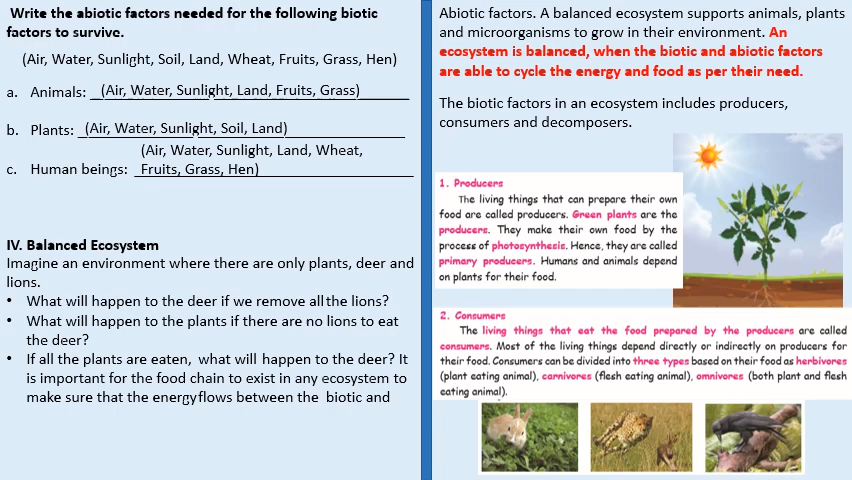 Write the abiotic factors needed for the following biotic
factors to survive.
(Air, Water, Sunlight, Soil, Land, Wheat, Fruits, Grass, Hen)
a. Animals: (Air, Water, Sunlight, Land, Fruits, Grass)
b. Plants: (Air, Water, Sunlight, Soil, Land)
(Air, Water, Sunlight, Land, Wheat,
c. Human beings: Fruits, Grass, Hen)
IV. Balanced Ecosystem
Imagine an environment where there are only plants, deer and
lions.
• What will happen to the deer if we remove all the lions?
• What will happen to the plants if there are no lions to eat
the deer?
• If all the plants are eaten, what will happen to the deer? It
is important for the food chain to exist in any ecosystem to
make sure that the energy flows between the biotic and
Abiotic factors. A balanced ecosystem supports animals, plants
and microorganisms to grow in their environment. An
ecosystem is balanced, when the biotic and abiotic factors
are able to cycle the energy and food as per their need.
The biotic factors in an ecosystem includes producers,
consumers and decomposers.
1. Producers
The living things that can prepare their own
food are called producers. Green plants are the
producers. They make their own food by the
process of photosynthesis. Hence, they are called
primary producers. Humans and animals depend
on plants for their food.
2. Consumers
The living things that eat the food prepared by the producers are called
consumers. Most of the living things depend directly or indirectly on producers for
their food. Consumers can be divided into three types based on their food as herbivores
(plant eating animal), carnivores (flesh eating animal), omnivores (both plant and flesh
eating animal).